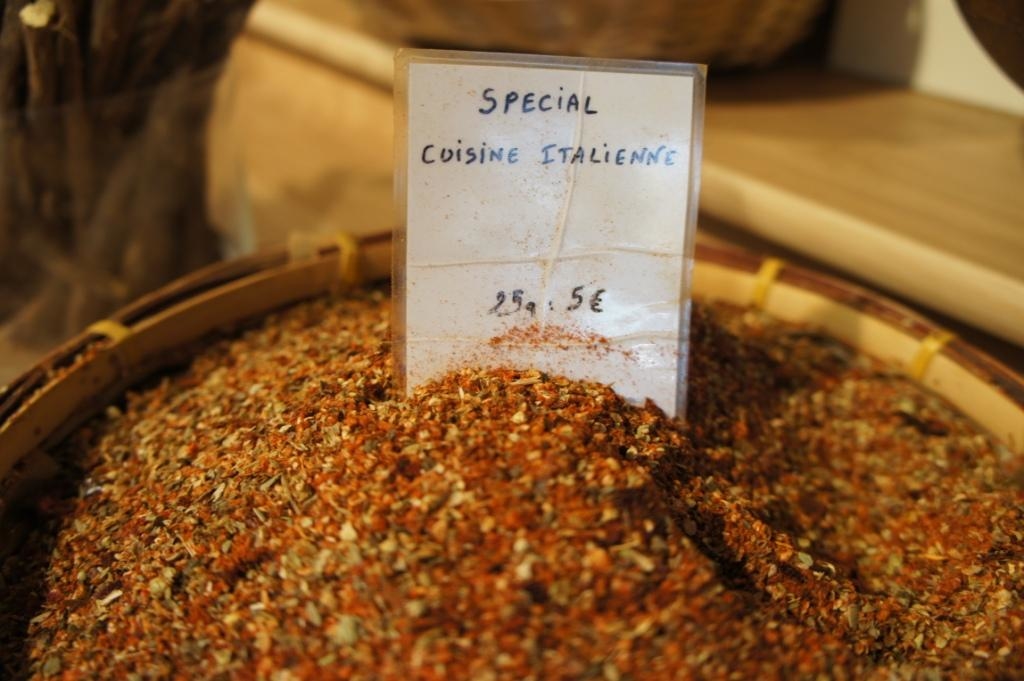 SPECIAL
CUISINE ITALIENNE
25g : 5€